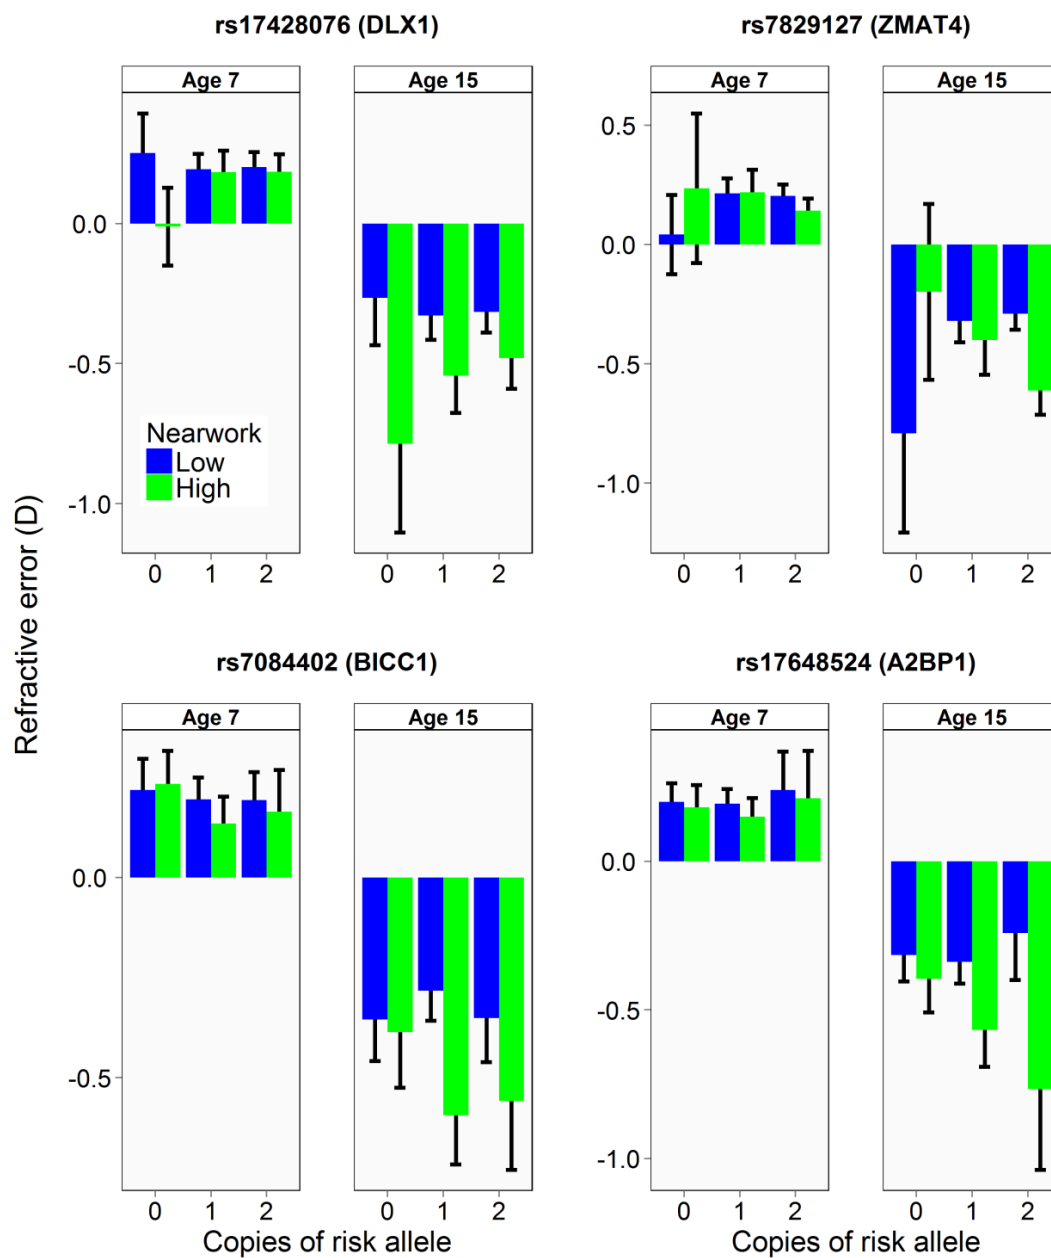 rs17428076 (DLX1)
Age 7
Age 15
0.0
-0.5
-1.0
Nearwork
Low
High
0 1 2
0 1 2
rs7829127 (ZMAT4)
Age 7
Age 15
0.5
0.0
-0.5
-1.0
0 1 2
0 1 2
Refractive error (D)
rs7084402 (BICC1)
Age 7
Age 15
0.0
-0.5
0 1 2
0 1 2
Copies of risk allele
rs17648524 (A2BP1)
Age 7
Age 15
0.0
-0.5
-1.0
0 1 2
0 1 2
Copies of risk allele